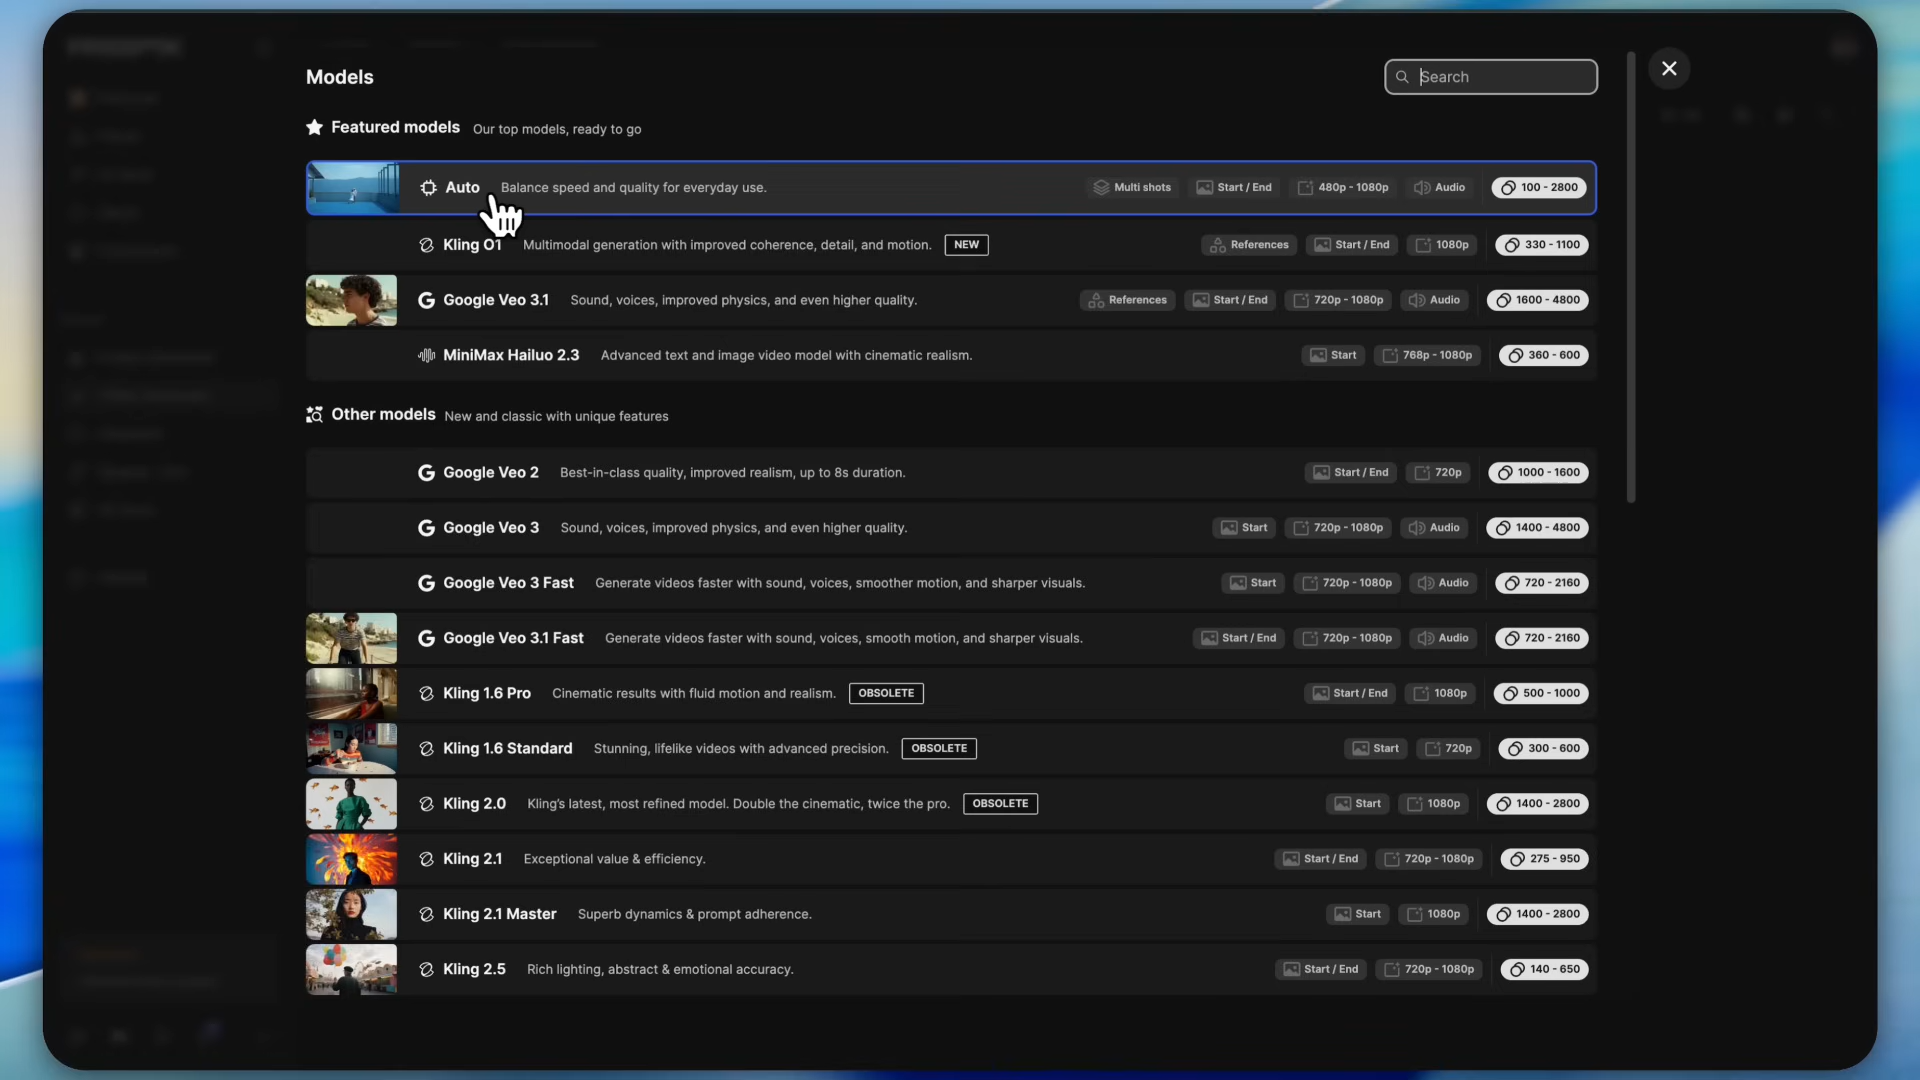 Models
Search
Featured models Our top models, ready to go
Auto Balance speed and quality for everyday use. Multi shots Start / End 480p - 1080p Audio 100 - 2800
Kling O1 Multimodal generation with improved coherence, detail, and motion. NEW References Start / End 1080p 330 - 1100
Google Veo 3.1 Sound, voices, improved physics, and even higher quality. References Start / End 720p - 1080p Audio 1600 - 4800
MiniMax Hailuo 2.3 Advanced text and image video model with cinematic realism. Start 768p - 1080p 360 - 600
Other models New and classic with unique features
Google Veo 2 Best-in-class quality, improved realism, up to 8s duration. Start / End 720p 1000 - 1600
Google Veo 3 Sound, voices, improved physics, and even higher quality. Start 720p - 1080p Audio 1400 - 4800
Google Veo 3 Fast Generate videos faster with sound, voices, smoother motion, and sharper visuals. Start 720p - 1080p Audio 720 - 2160
Google Veo 3.1 Fast Generate videos faster with sound, voices, smooth motion, and sharper visuals. Start / End 720p - 1080p Audio 720 - 2160
Kling 1.6 Pro Cinematic results with fluid motion and realism. OBSOLETE Start / End 1080p 500 - 1000
Kling 1.6 Standard Stunning, lifelike videos with advanced precision. OBSOLETE Start 720p 300 - 600
Kling 2.0 Kling's latest, most refined model. Double the cinematic, twice the pro. OBSOLETE Start 1080p 1400 - 2800
Kling 2.1 Exceptional value & efficiency. Start / End 720p - 1080p 275 - 950
Kling 2.1 Master Superb dynamics & prompt adherence. Start 1080p 1400 - 2800
Kling 2.5 Rich lighting, abstract & emotional accuracy. Start / End 720p - 1080p 140 - 650